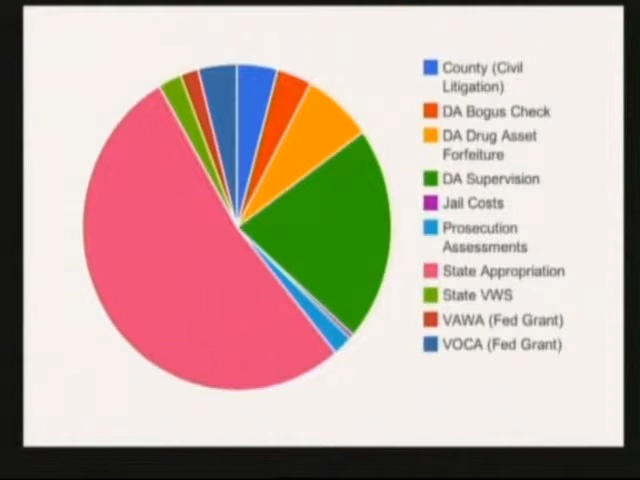 County (Civil
Litigation)
DA Bogus Check
DA Drug Asset
Forfeiture
DA Supervision
Jail Costs
Prosecution
Assessments
State Appropriation
State VWS
VAWA (Fed Grant)
VOCA (Fed Grant)